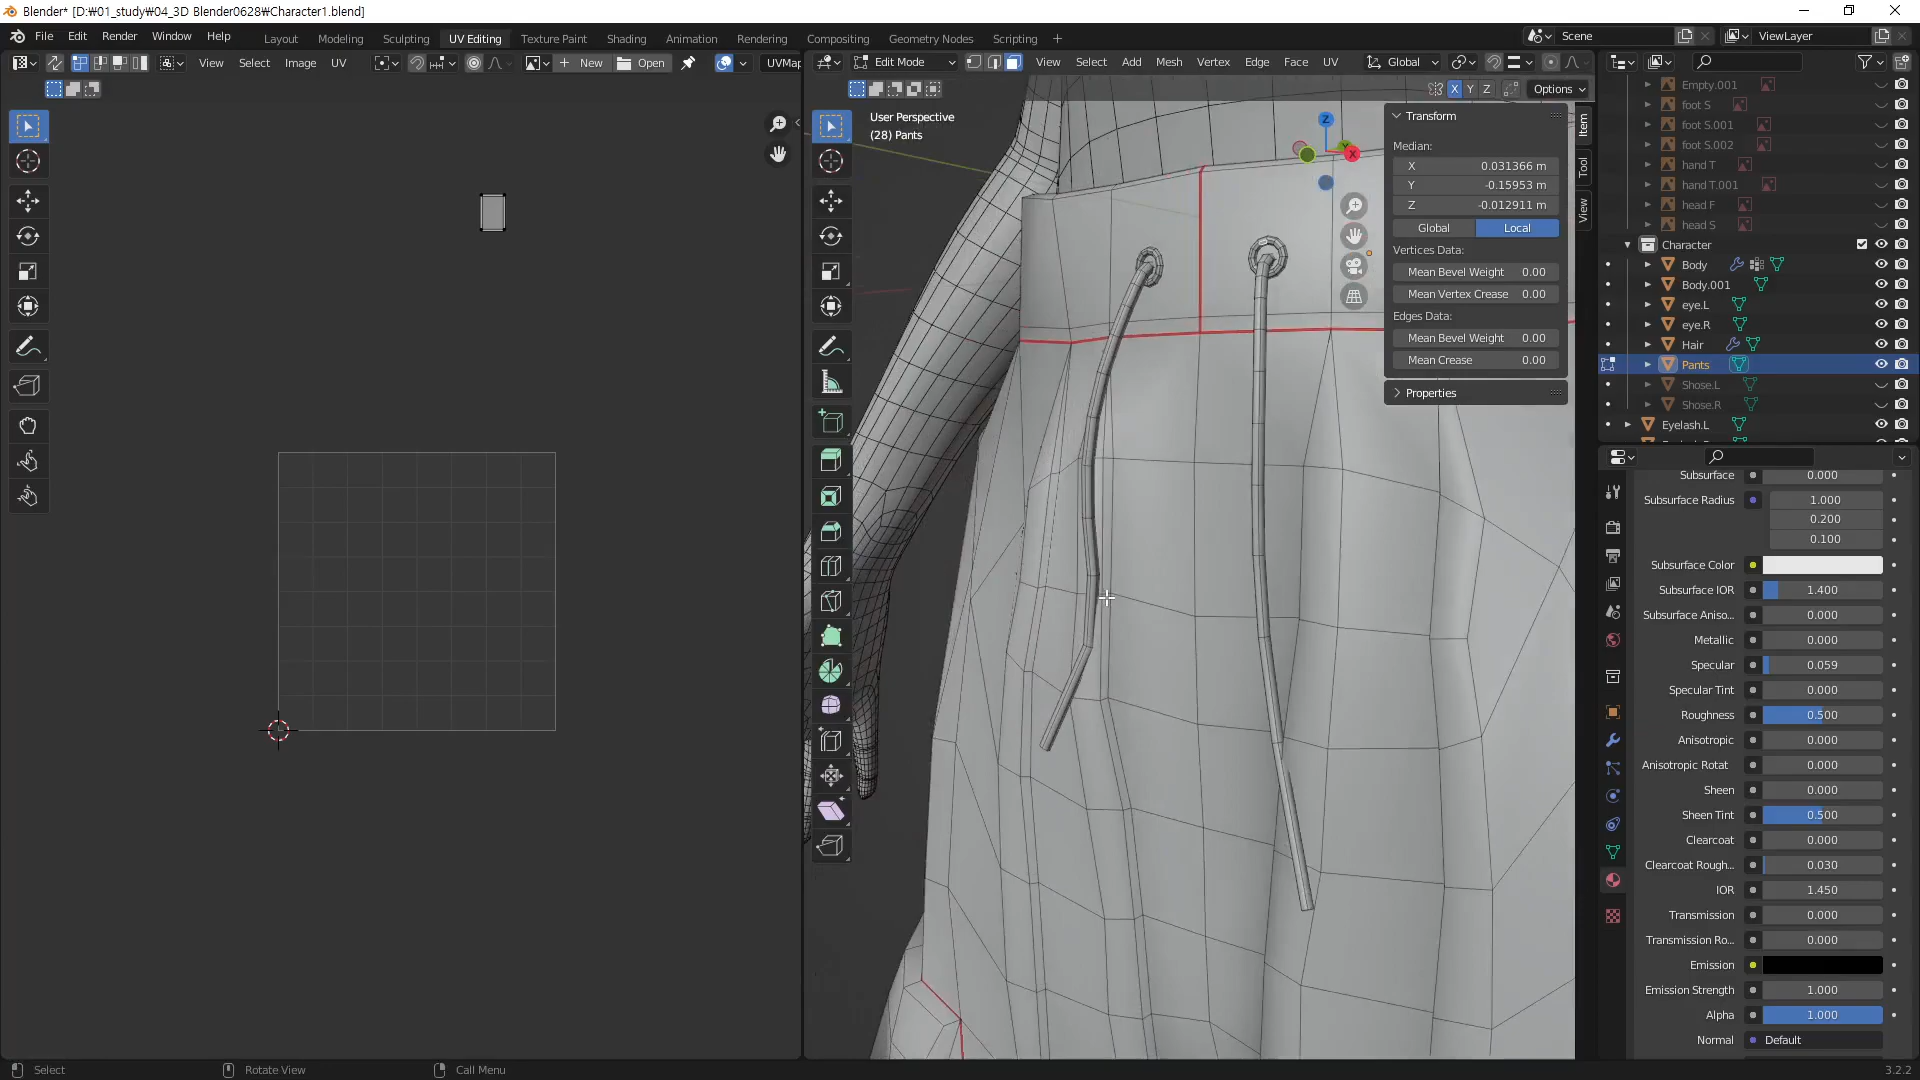 Blender* [D:₩01_study₩04_3D Blender0628₩Character1.blend]
File Edit Render Window Help
Layout Modeling Sculpting UV Editing Texture Paint Shading Animation Rendering Compositing Geometry Nodes Scripting +
Scene
ViewLayer
View Select Image UV
New
Open
UVMap
Edit Mode
View Select Add Mesh Vertex Edge Face UV
Global
X Y Z
Options
User Perspective
(28) Pants
Z
Y
X
Transform
Median:
X 0.031366 m
Y -0.15953 m
Z -0.012911 m
Global Local
Vertices Data:
Mean Bevel Weight 0.00
Mean Vertex Crease 0.00
Edges Data:
Mean Bevel Weight 0.00
Mean Crease 0.00
Properties
Item
Tool
View
Empty.001
foot S
foot S.001
foot S.002
hand T
hand T.001
head F
head S
Character
Body
Body.001
eye.L
eye.R
Hair
Pants
Shose.L
Shose.R
Eyelash.L
Subsurface 0.000
Subsurface Radius 1.000
0.200
0.100
Subsurface Color
Subsurface IOR 1.400
Subsurface Aniso... 0.000
Metallic 0.000
Specular 0.059
Specular Tint 0.000
Roughness 0.500
Anisotropic 0.000
Anisotropic Rotat 0.000
Sheen 0.000
Sheen Tint 0.500
Clearcoat 0.000
Clearcoat Rough... 0.030
IOR 1.450
Transmission 0.000
Transmission Ro... 0.000
Emission
Emission Strength 1.000
Alpha 1.000
Normal Default
Select
Rotate View
Call Menu
3.2.2